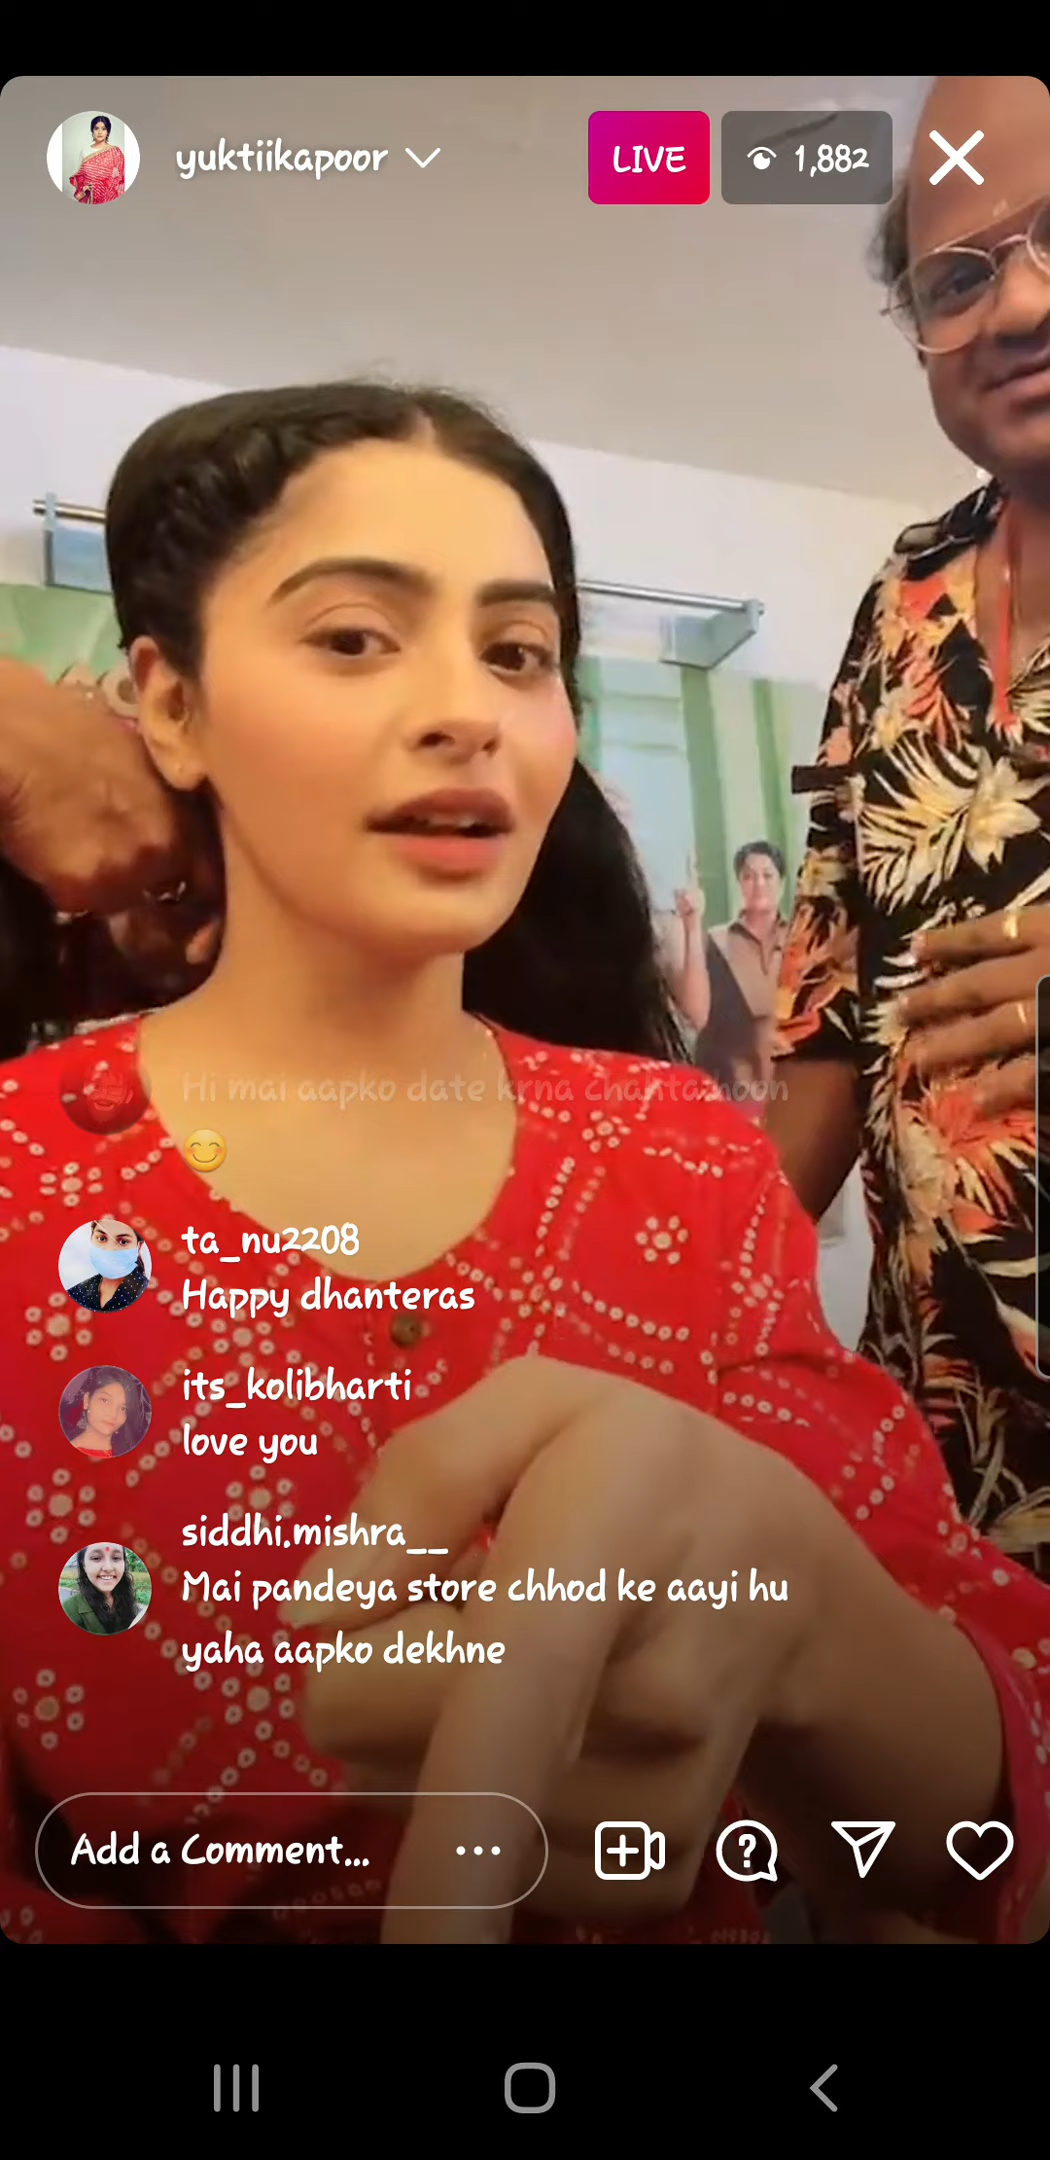 yuktiikapoor
LIVE
1,882
Hi mai aapko date krna chahta hoon
😊
ta_nu2208
Happy dhanteras
its_kolibharti
love you
siddhi.mishra__
Mai pandeya store chhod ke aayi hu
yaha aapko dekhne
Add a Comment...